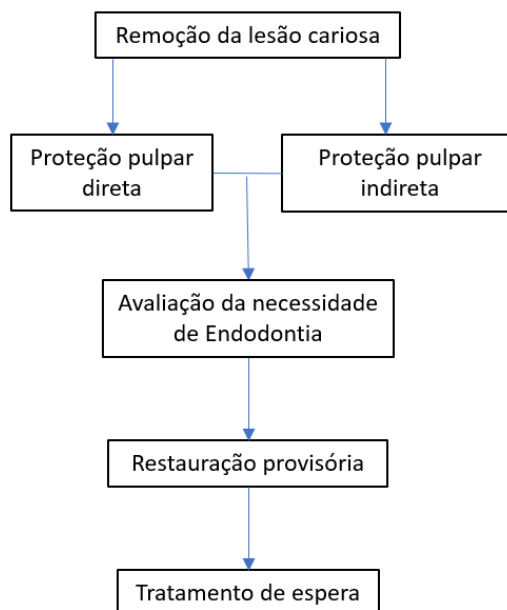 Remoção da lesão cariosa
Proteção pulpar
direta
Proteção pulpar
indireta
Avaliação da necessidade
de Endodontia
Restauração provisória
Tratamento de espera